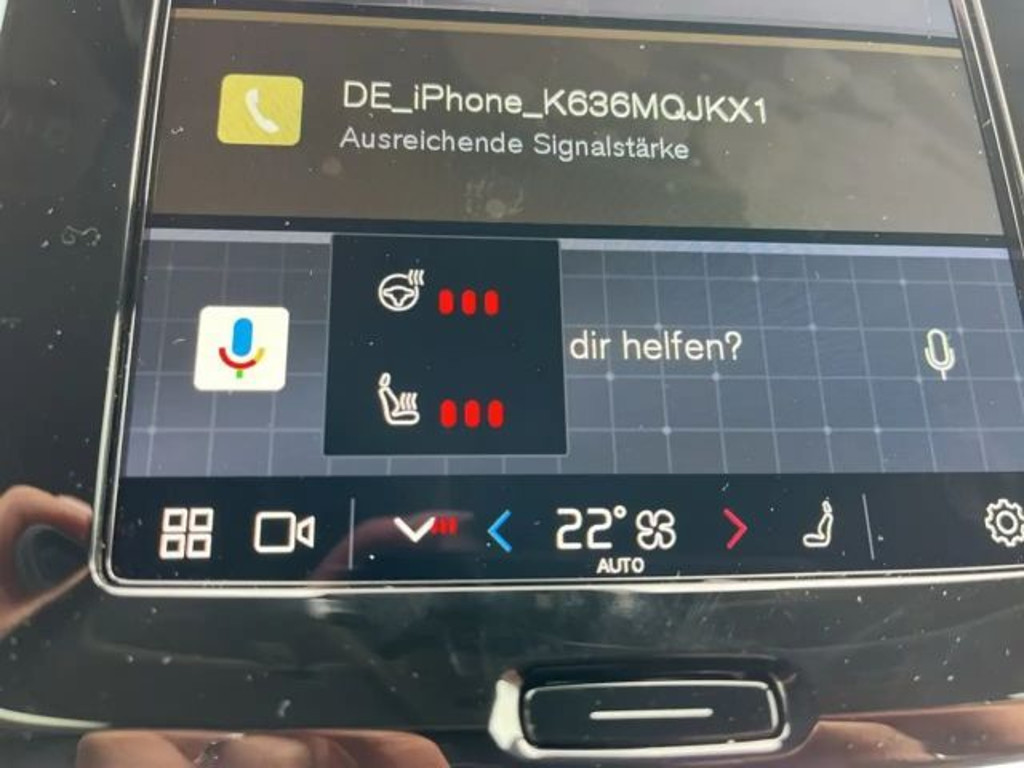 DE_iPhone_K636MQJKX1
Ausreichende Signalstärke
dir helfen?
22°
AUTO